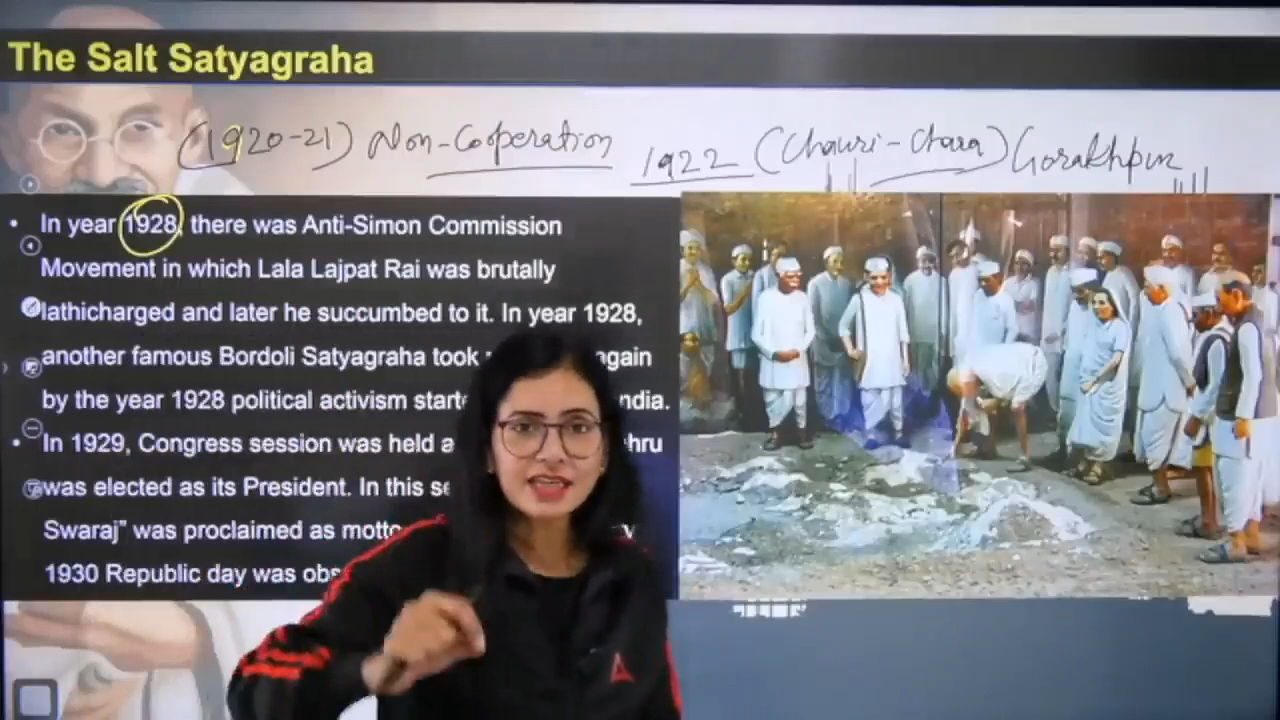 The Salt Satyagraha
(1920-21) Non-Cooperation 1922 (Chauri-Chara) Gorakhpur
• In year 1928, there was Anti-Simon Commission
Movement in which Lala Lajpat Rai was brutally
lathicharged and later he succumbed to it. In year 1928,
another famous Bordoli Satyagraha took again
by the year 1928 political activism
• In 1929, Congress session was held
was elected as its President. In this
Swaraj" was proclaimed as
1930 Republic day was